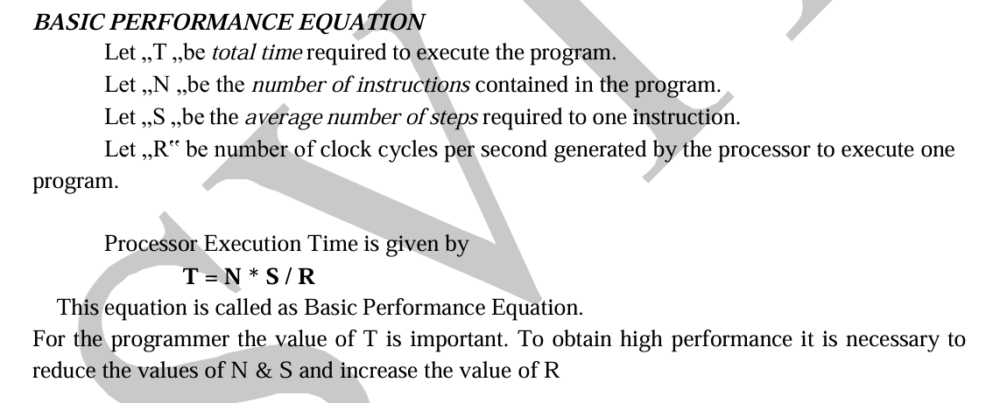 BASIC PERFORMANCE EQUATION
Let „T „be total time required to execute the program.
Let „N „be the number of instructions contained in the program.
Let „S „be the average number of steps required to one instruction.
Let „R‟ be number of clock cycles per second generated by the processor to execute one
program.
Processor Execution Time is given by
T = N * S / R
This equation is called as Basic Performance Equation.
For the programmer the value of T is important. To obtain high performance it is necessary to
reduce the values of N & S and increase the value of R